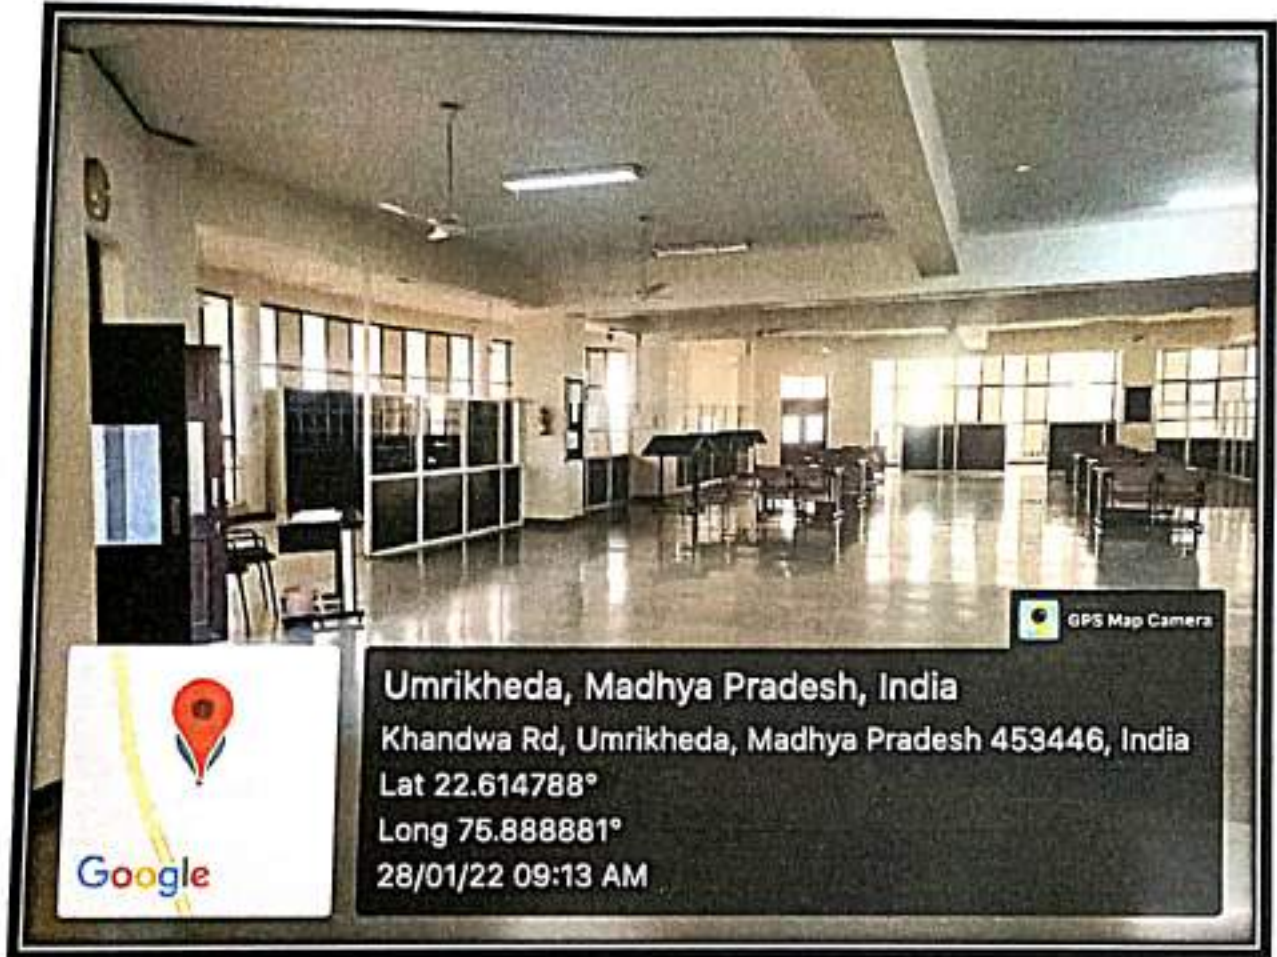 GPS Map Camera
Umrikheda, Madhya Pradesh, India
Khandwa Rd, Umrikheda, Madhya Pradesh 453446, India
Lat 22.614788°
Long 75.888881°
28/01/22 09:13 AM
Google